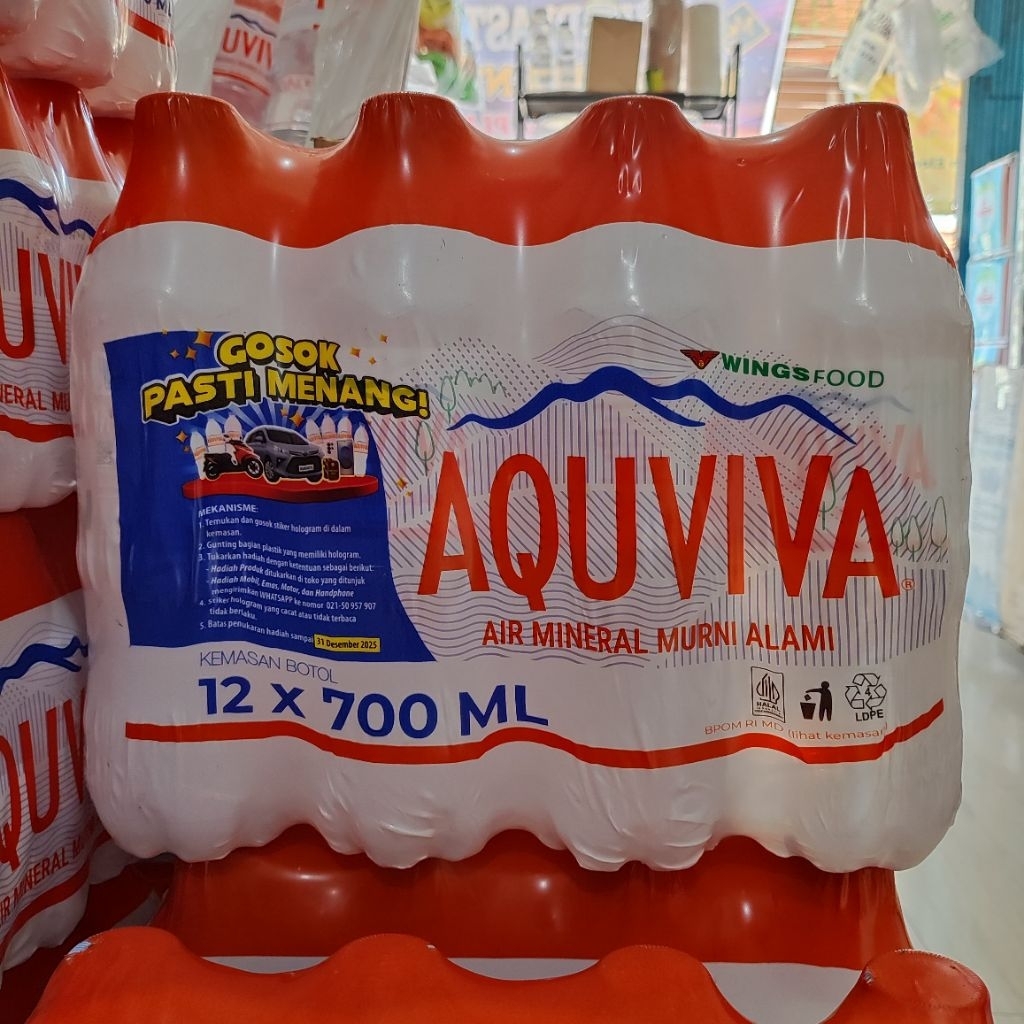 GOSOK
PASTI MENANG!
MEKANISME:
1. Temukan dan gosok stiker hologram di dalam
kemasan.
2. Gunting bagian plastik yang memiliki hologram.
3. Tukarkan hadiah dengan ketentuan sebagai berikut:
- Hadiah Produk ditukarkan di toko yang ditunjuk
- Hadiah Mobil, Emas, Motor, dan Handphone
mengirimkan WHATSAPP ke nomor 021-50 957 907
4. Stiker hologram yang cacat atau tidak terbaca
tidak berlaku.
5. Batas penukaran hadiah sampai 31 Desember 2025
WINGSFOOD
AQUVIVA®
AIR MINERAL MURNI ALAMI
KEMASAN BOTOL
12 x 700 ML
HALAL
LDPE
BPOM RI MD (lihat kemasan)